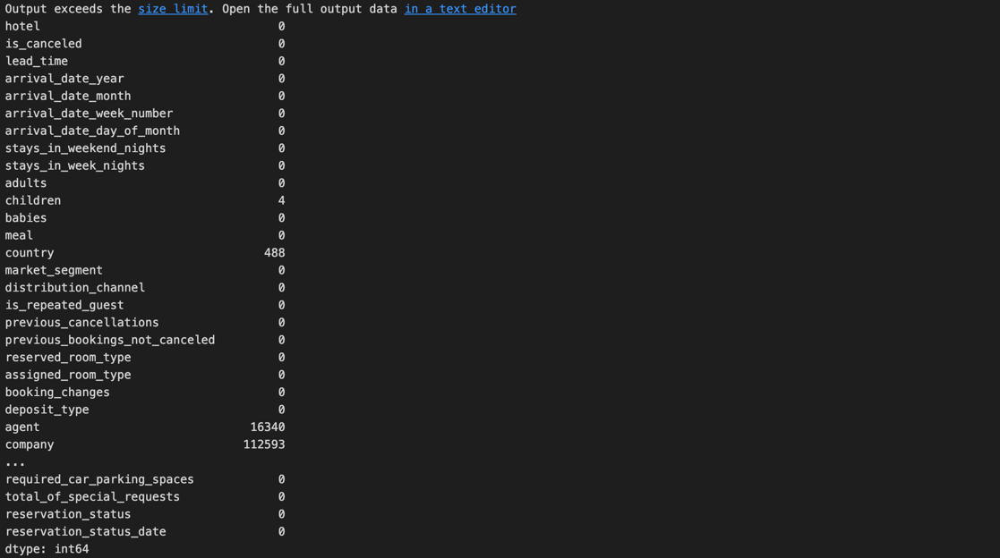 Output exceeds the size limit. Open the full output data in a text editor
hotel 0
is_canceled 0
lead_time 0
arrival_date_year 0
arrival_date_month 0
arrival_date_week_number 0
arrival_date_day_of_month 0
stays_in_weekend_nights 0
stays_in_week_nights 0
adults 0
children 4
babies 0
meal 0
country 488
market_segment 0
distribution_channel 0
is_repeated_guest 0
previous_cancellations 0
previous_bookings_not_canceled 0
reserved_room_type 0
assigned_room_type 0
booking_changes 0
deposit_type 0
agent 16340
company 112593
...
required_car_parking_spaces 0
total_of_special_requests 0
reservation_status 0
reservation_status_date 0
dtype: int64